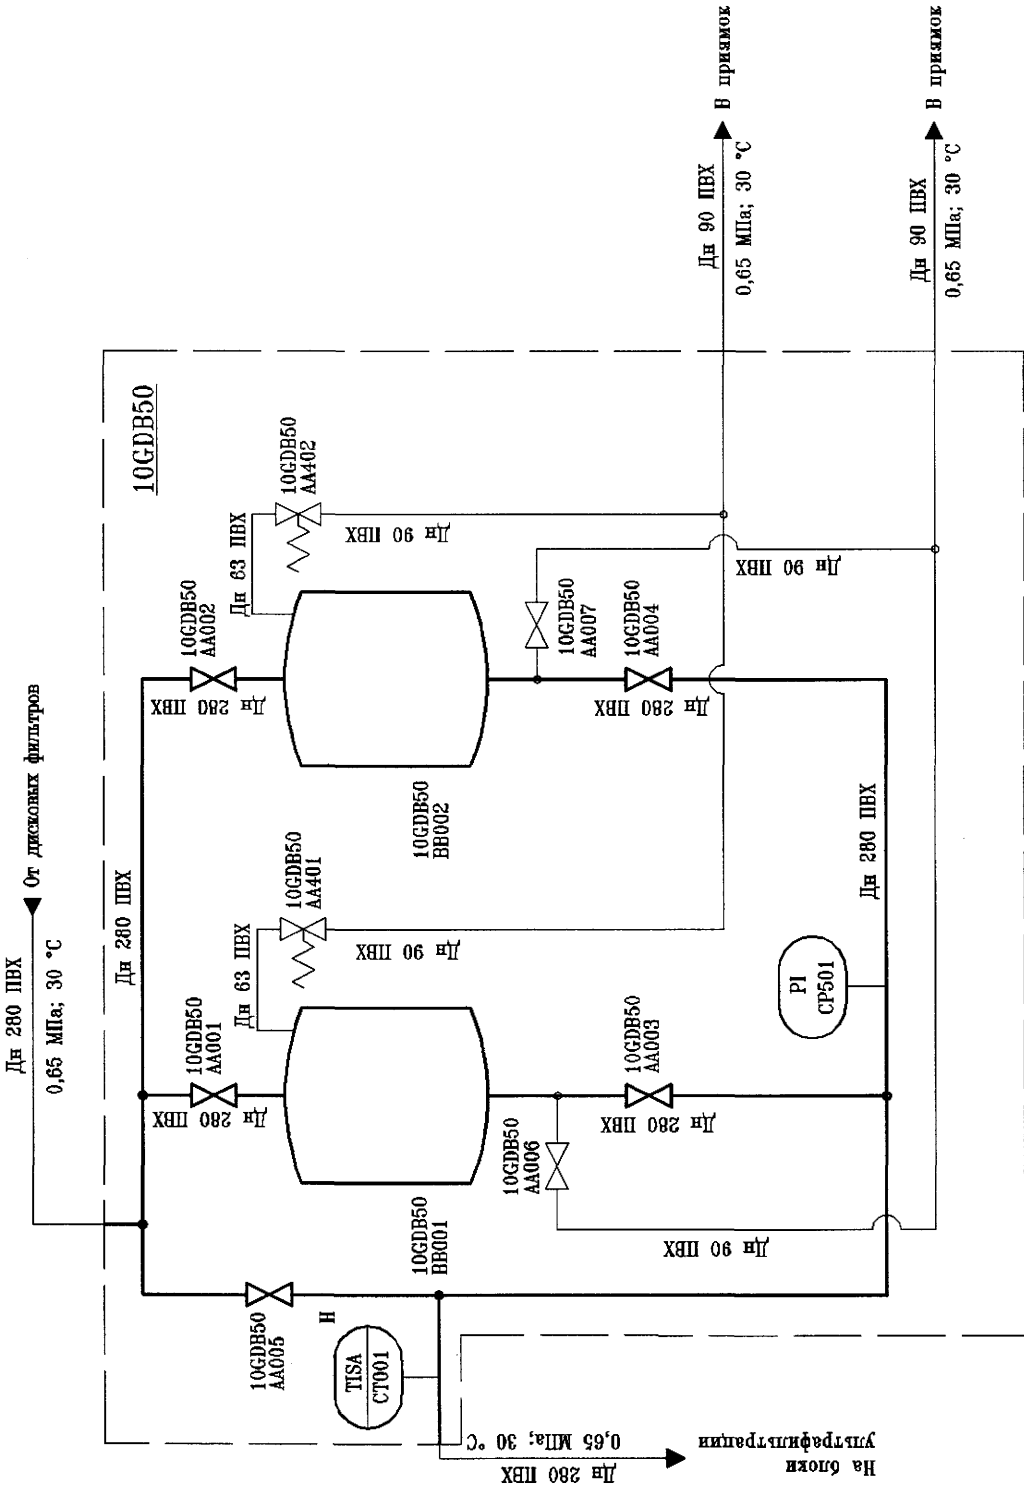 От дисковых фильтров
Дн 280 ПВХ
0,65 МПа; 30 °С
В приямок
Дн 90 ПВХ
0,65 МПа; 30 °С
В приямок
Дн 90 ПВХ
0,65 МПа; 30 °С
10GDB50
Дн 280 ПВХ
10GDB50
AA402
Дн 63 ПВХ
Дн 90 ПВХ
10GDB50
AA002
Дн 280 ПВХ
10GDB50
BB002
10GDB50
AA007
Дн 90 ПВХ
10GDB50
AA004
Дн 280 ПВХ
10GDB50
AA401
Дн 63 ПВХ
Дн 90 ПВХ
10GDB50
AA001
Дн 280 ПВХ
10GDB50
BB001
10GDB50
AA003
Дн 280 ПВХ
10GDB50
AA006
Дн 90 ПВХ
Дн 280 ПВХ
PI
CP501
10GDB50
AA005
H
TISA
CT001
0,65 МПа; 30 °С
Дн 280 ПВХ
На блоки
ультрафильтрации